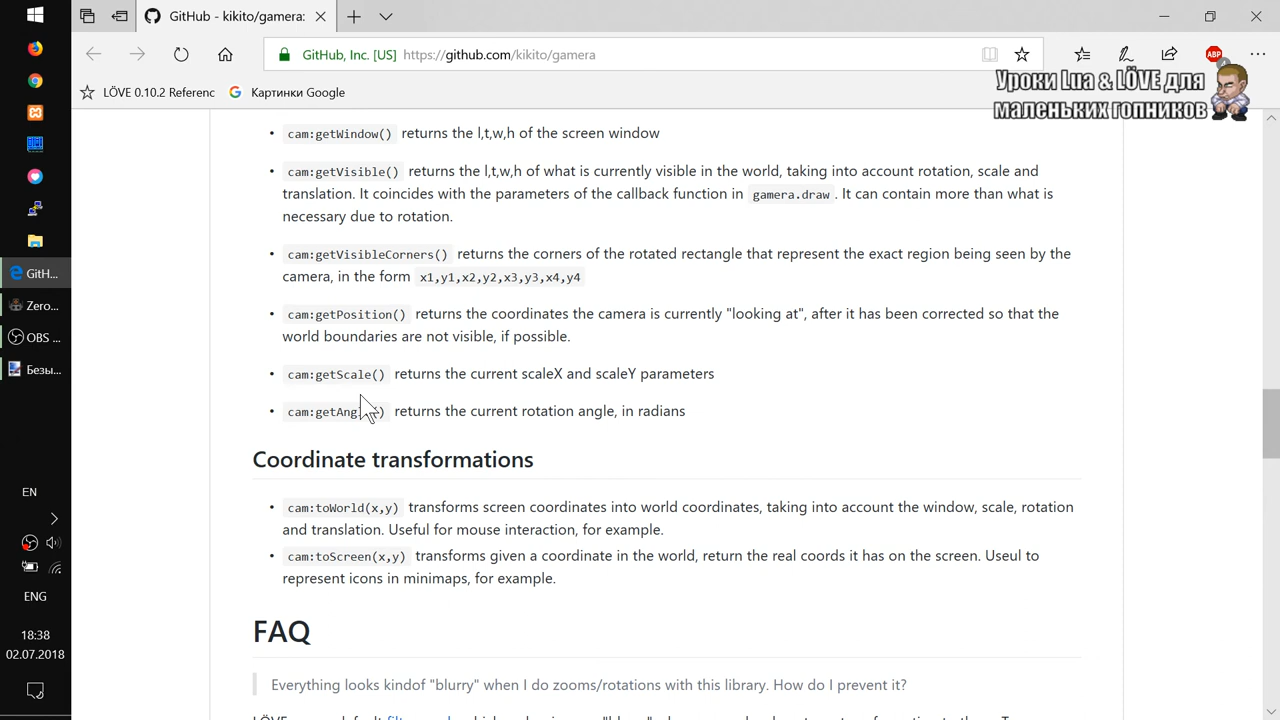 GitHub - kikito/gamera:
GitHub, Inc. [US] https://github.com/kikito/gamera
ABP
4
LÖVE 0.10.2 Referenc
Картинки Google
Уроки Lua & LÖVE для
маленьких гопников
cam:getWindow() returns the l,t,w,h of the screen window
cam:getVisible() returns the l,t,w,h of what is currently visible in the world, taking into account rotation, scale and
translation. It coincides with the parameters of the callback function in gamera.draw . It can contain more than what is
necessary due to rotation.
cam:getVisibleCorners() returns the corners of the rotated rectangle that represent the exact region being seen by the
camera, in the form x1,y1,x2,y2,x3,y3,x4,y4
cam:getPosition() returns the coordinates the camera is currently "looking at", after it has been corrected so that the
world boundaries are not visible, if possible.
cam:getScale() returns the current scaleX and scaleY parameters
returns the current rotation angle, in radians
Coordinate transformations
cam:toWorld(x,y) transforms screen coordinates into world coordinates, taking into account the window, scale, rotation
and translation. Useful for mouse interaction, for example.
cam:toScreen(x,y) transforms given a coordinate in the world, return the real coords it has on the screen. Useul to
represent icons in minimaps, for example.
FAQ
Everything looks kindof "blurry" when I do zooms/rotations with this library. How do I prevent it?
GitH...
Zero...
OBS ...
Безы...
EN
ENG
18:38
02.07.2018